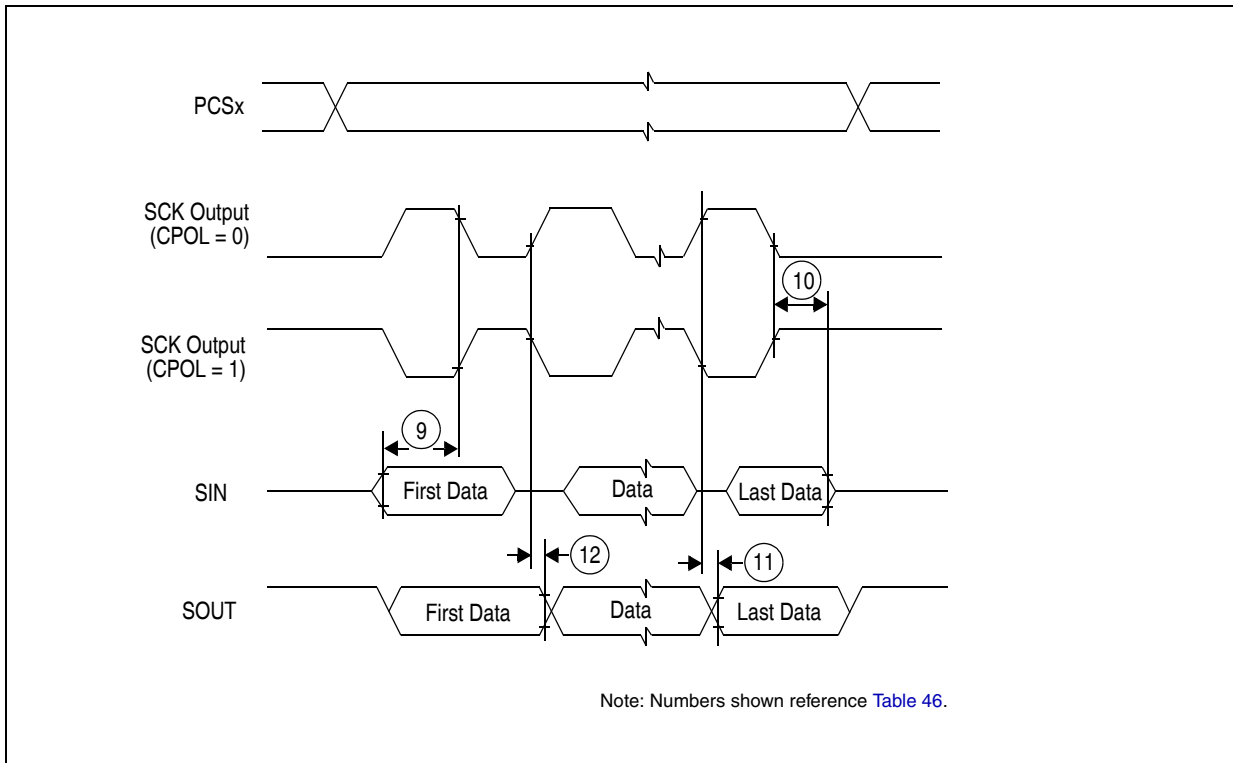 PCSx
SCK Output
(CPOL = 0)
10
SCK Output
(CPOL = 1)
9
SIN
First Data
Data
Last Data
12
11
SOUT
First Data
Data
Last Data
Note: Numbers shown reference Table 46.